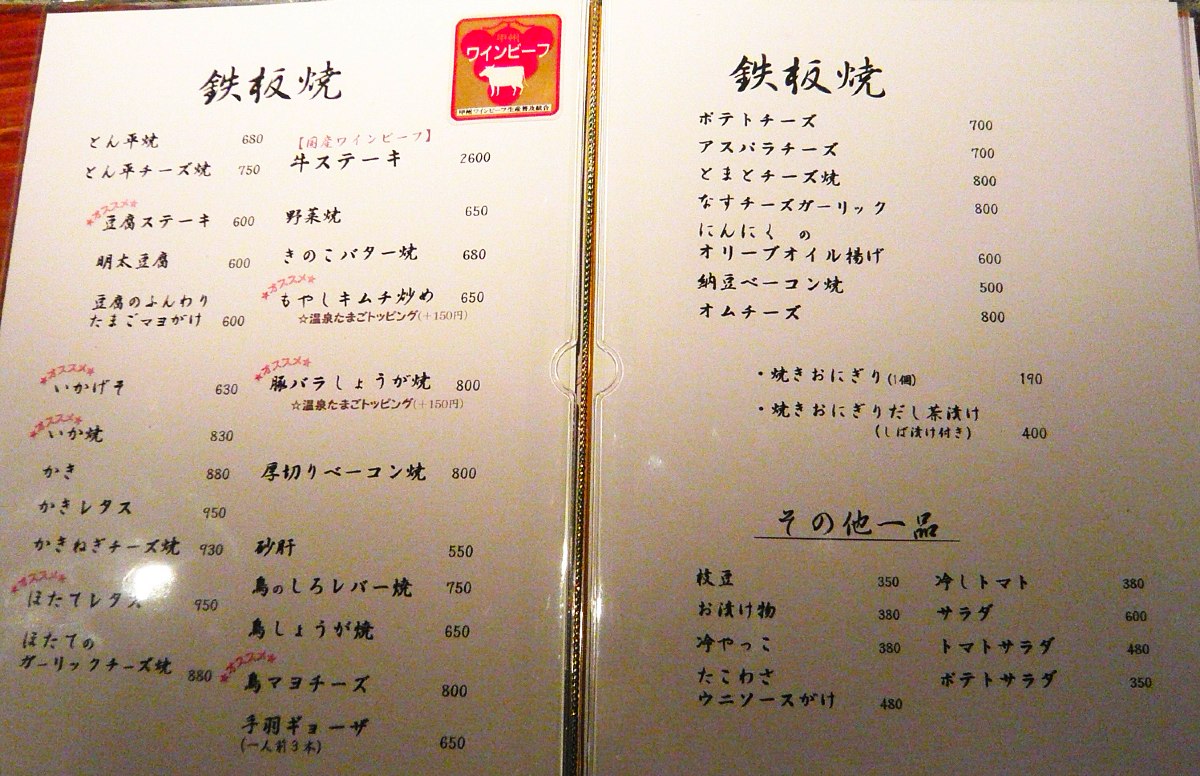 甲州
ワインビーフ
甲州ワインビーフ生産普及組合
鉄板焼
とん平焼 680
とん平チーズ焼 750
*オススメ*
豆腐ステーキ 600
明太豆腐 600
豆腐のふんわり
たまごマヨがけ 600
*オススメ*
いかげそ 630
*オススメ*
いか焼 830
かき 880
かきレタス 950
かきねぎチーズ焼 930
*オススメ*
ほたてレタス 950
ほたての
ガーリックチーズ焼 880
【国産ワインビーフ】
牛ステーキ 2600
野菜焼 650
きのこバター焼 680
*オススメ*
もやしキムチ炒め 650
☆温泉たまごトッピング(+150円)
*オススメ*
豚バラしょうが焼 800
☆温泉たまごトッピング(+150円)
厚切りベーコン焼 800
砂肝 550
鳥のしろレバー焼 750
鳥しょうが焼 650
*オススメ*
鳥マヨチーズ 800
手羽ギョーザ
(一人前3本) 650
鉄板焼
ポテトチーズ 700
アスパラチーズ 700
とまとチーズ焼 800
なすチーズガーリック 800
にんにく の
オリーブオイル揚げ 600
納豆ベーコン焼 500
オムチーズ 800
・焼きおにぎり(1個) 190
・焼きおにぎりだし茶漬け
(しば漬け付き) 400
その他一品
枝豆 350
お漬け物 380
冷やっこ 380
たこわさ
ウニソースがけ 480
冷しトマト 380
サラダ 600
トマトサラダ 480
ポテトサラダ 350